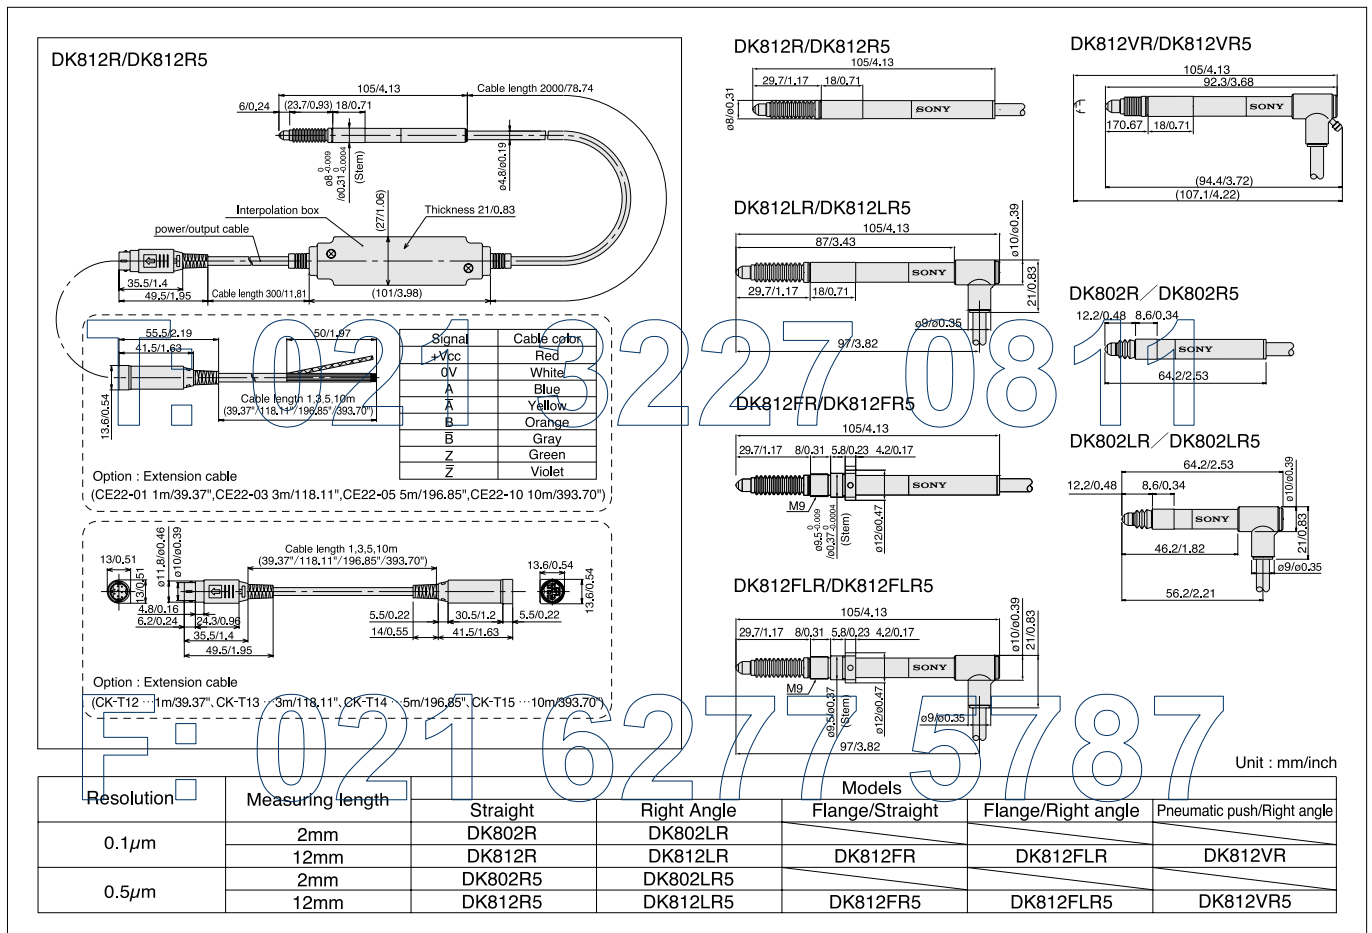 DK812R/DK812R5
105/4.13
Cable length 2000/78.74
6/0.24
(23.7/0.93)
18/0.71
ø8 0 -0.009
/ø0.31 0 -0.0004
(Stem)
ø4.8/ø0.19
Interpolation box
(27/1.06)
Thickness 21/0.83
power/output cable
35.5/1.4
49.5/1.95
Cable length 300/11.81
(101/3.98)
55.5/2.19
50/1.97
41.5/1.63
13.6/0.54
Cable length 1,3,5,10m
(39.37"/118.11"/196.85"/393.70")
Signal Cable color
+Vcc Red
0V White
A Blue
A̅ Yellow
B Orange
B̅ Gray
Z Green
Z̅ Violet
Option : Extension cable
(CE22-01 1m/39.37",CE22-03 3m/118.11",CE22-05 5m/196.85",CE22-10 10m/393.70")
13/0.51
13/0.51
ø11.8/ø0.46
ø10/ø0.39
Cable length 1,3,5,10m
(39.37"/118.11"/196.85"/393.70")
13.6/0.54
13.6/0.54
4.8/0.16
6.2/0.24
24.3/0.96
35.5/1.4
49.5/1.95
5.5/0.22
14/0.55
30.5/1.2
41.5/1.63
5.5/0.22
Option : Extension cable
(CK-T12 ···1m/39.37", CK-T13 ···3m/118.11", CK-T14 ···5m/196.85", CK-T15 ···10m/393.70")
DK812R/DK812R5
105/4.13
29.7/1.17
18/0.71
ø8/ø0.31
SONY
DK812LR/DK812LR5
105/4.13
87/3.43
ø10/ø0.39
SONY
21/0.83
29.7/1.17
18/0.71
ø9/ø0.35
97/3.82
DK812FR/DK812FR5
105/4.13
29.7/1.17
8/0.31
5.8/0.23
4.2/0.17
SONY
M9
ø9.5 0 -0.009
/ø0.37 0 -0.0004
(Stem)
ø12/ø0.47
DK812FLR/DK812FLR5
105/4.13
29.7/1.17
8/0.31
5.8/0.23
4.2/0.17
ø10/ø0.39
21/0.83
SONY
M9
ø9.5/ø0.37
(Stem)
ø12/ø0.47
ø9/ø0.35
97/3.82
DK812VR/DK812VR5
105/4.13
92.3/3.68
SONY
170.67
18/0.71
(94.4/3.72)
(107.1/4.22)
DK802R／DK802R5
12.2/0.48
8.6/0.34
SONY
64.2/2.53
DK802LR／DK802LR5
64.2/2.53
12.2/0.48
8.6/0.34
ø10/ø0.39
SONY
21/0.83
46.2/1.82
ø9/ø0.35
56.2/2.21
T: 021 3227 0811
F: 021 6277 5787
Unit : mm/inch
Resolution Measuring length Models
Straight Right Angle Flange/Straight Flange/Right angle Pneumatic push/Right angle
0.1µm 2mm DK802R DK802LR
12mm DK812R DK812LR DK812FR DK812FLR DK812VR
0.5µm 2mm DK802R5 DK802LR5
12mm DK812R5 DK812LR5 DK812FR5 DK812FLR5 DK812VR5